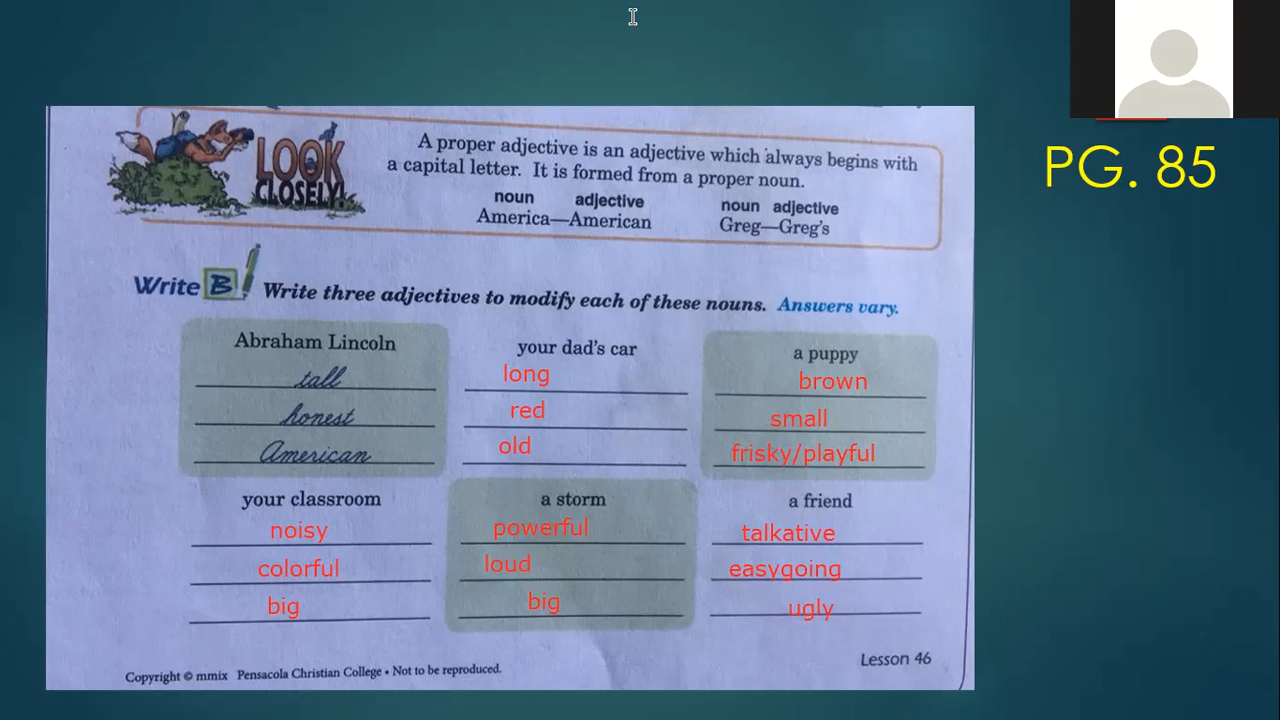 PG. 85
LOOK
CLOSELY!
A proper adjective is an adjective which always begins with
a capital letter. It is formed from a proper noun.
noun adjective noun adjective
America—American Greg—Greg's
Write B Write three adjectives to modify each of these nouns. Answers vary.
Abraham Lincoln
tall
honest
American
your dad's car
long
red
old
a puppy
brown
small
frisky/playful
your classroom
noisy
colorful
big
a storm
powerful
loud
big
a friend
talkative
easygoing
ugly
Lesson 46
Copyright © mmix Pensacola Christian College • Not to be reproduced.